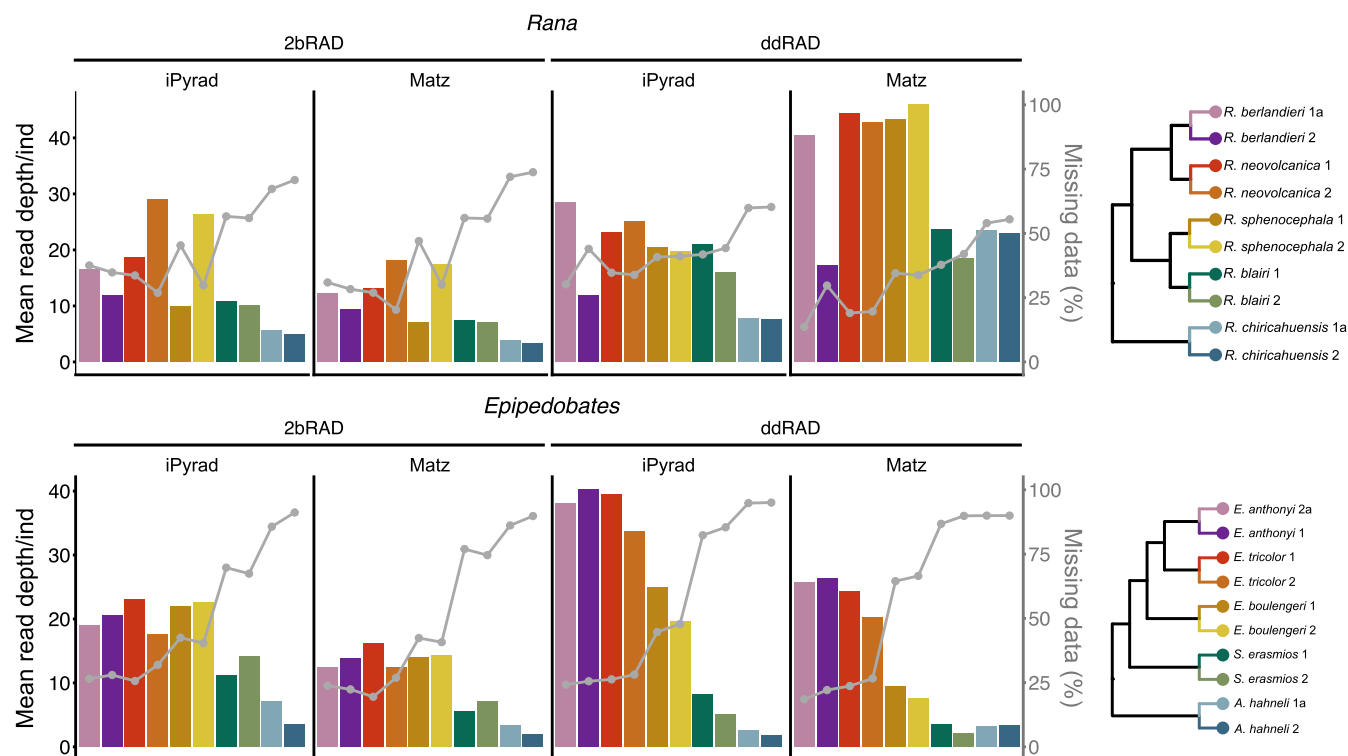 Rana
2bRAD
ddRAD
iPyrad
Matz
iPyrad
Matz
Mean read depth/ind
40
30
20
10
0
100
75
50
25
0
Missing data (%)
R. berlandieri 1a
R. berlandieri 2
R. neovolcanica 1
R. neovolcanica 2
R. sphenocephala 1
R. sphenocephala 2
R. blairi 1
R. blairi 2
R. chiricahuensis 1a
R. chiricahuensis 2
Epipedobates
2bRAD
ddRAD
iPyrad
Matz
iPyrad
Matz
Mean read depth/ind
40
30
20
10
0
100
75
50
25
0
Missing data (%)
E. anthonyi 2a
E. anthonyi 1
E. tricolor 1
E. tricolor 2
E. boulengeri 1
E. boulengeri 2
S. erasmios 1
S. erasmios 2
A. hahneli 1a
A. hahneli 2